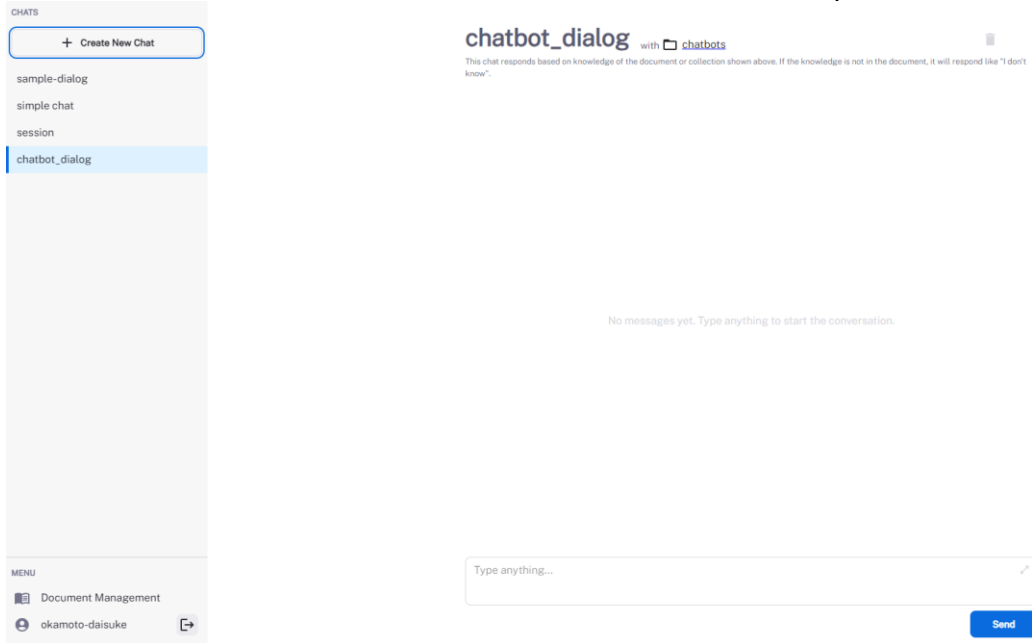 CHATS
+ Create New Chat
sample-dialog
simple chat
session
chatbot_dialog
MENU
Document Management
okamoto-daisuke
chatbot_dialog with chatbots
This chat responds based on knowledge of the document or collection shown above. If the knowledge is not in the document, it will respond like "I don't
know".
No messages yet. Type anything to start the conversation.
Type anything...
Send